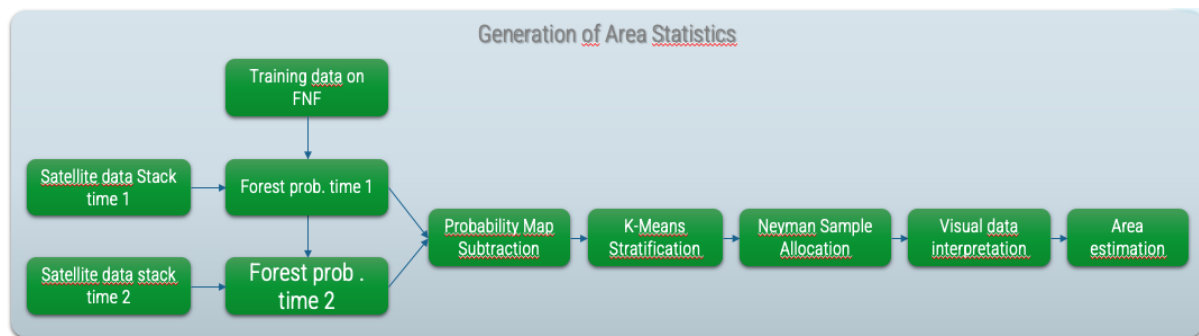 Generation of Area Statistics
Training data on
FNF
Satellite data Stack
time 1
Forest prob. time 1
Probability Map
Subtraction
K-Means
Stratification
Neyman Sample
Allocation
Visual data
interpretation
Area
estimation
Satellite data stack
time 2
Forest prob .
time 2